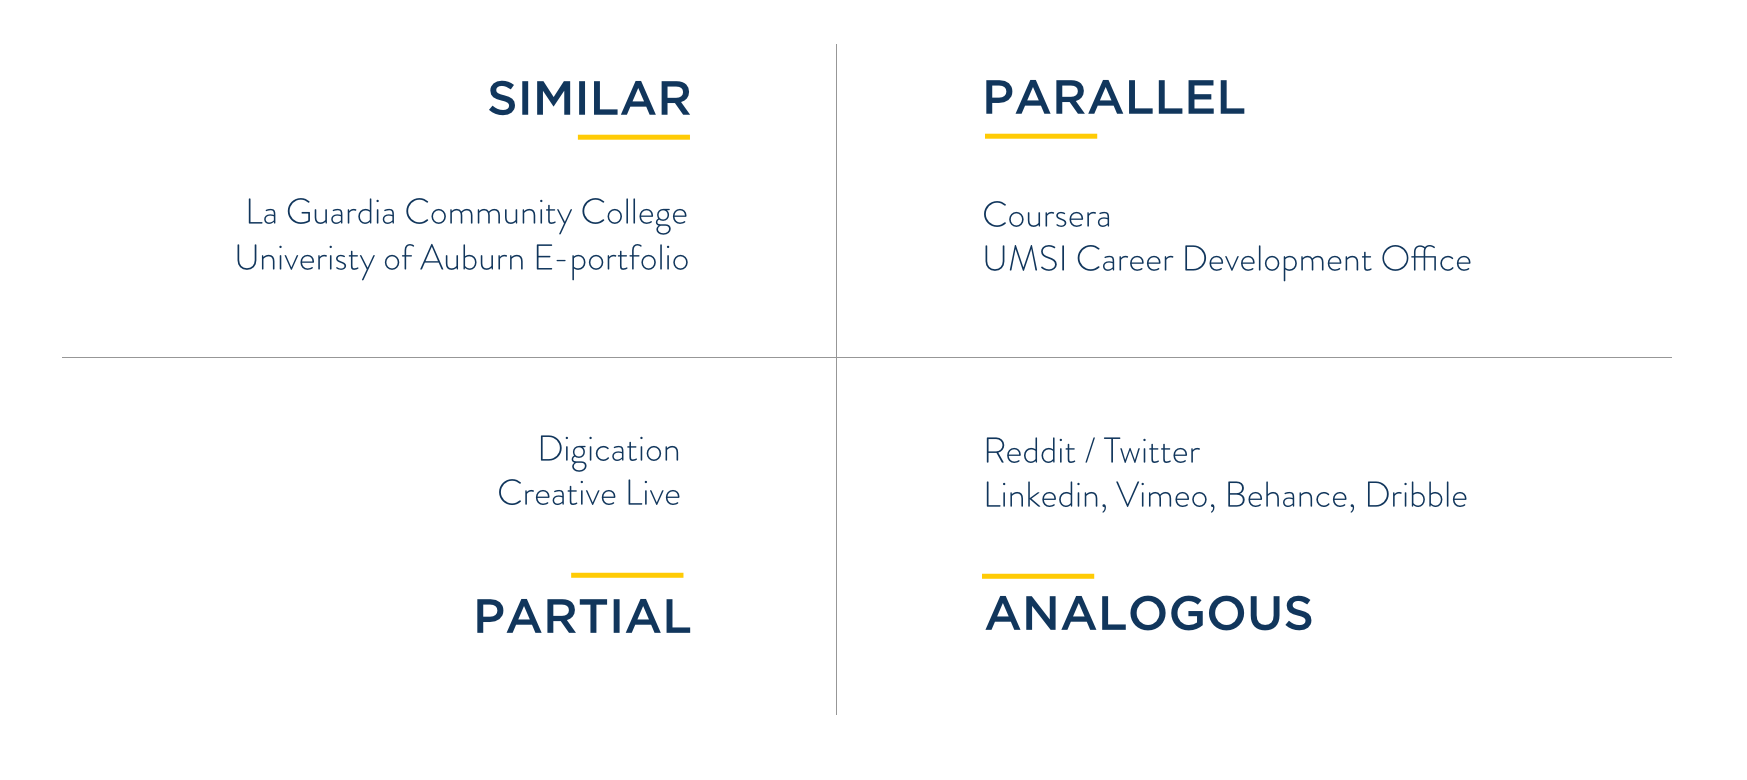 SIMILAR
La Guardia Community College
Univeristy of Auburn E-portfolio
PARALLEL
Coursera
UMSI Career Development Office
Digication
Creative Live
PARTIAL
Reddit / Twitter
Linkedin, Vimeo, Behance, Dribble
ANALOGOUS